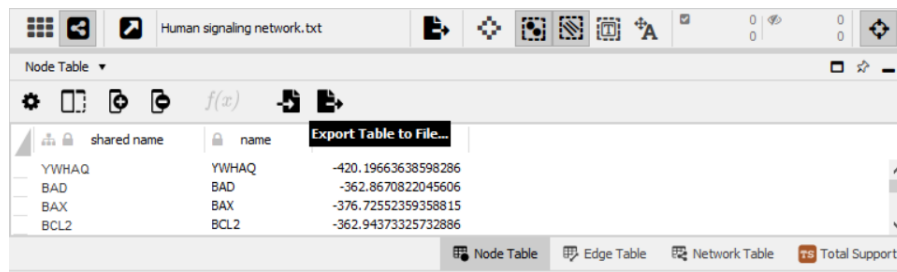 Human signaling network.txt
0 0
0 0
Node Table
f(x)
Export Table to File...
shared name name
YWHAQ YWHAQ -420.19663638598286
BAD BAD -362.8670822045606
BAX BAX -376.72552359358815
BCL2 BCL2 -362.94373325732886
Node Table Edge Table Network Table TS Total Support